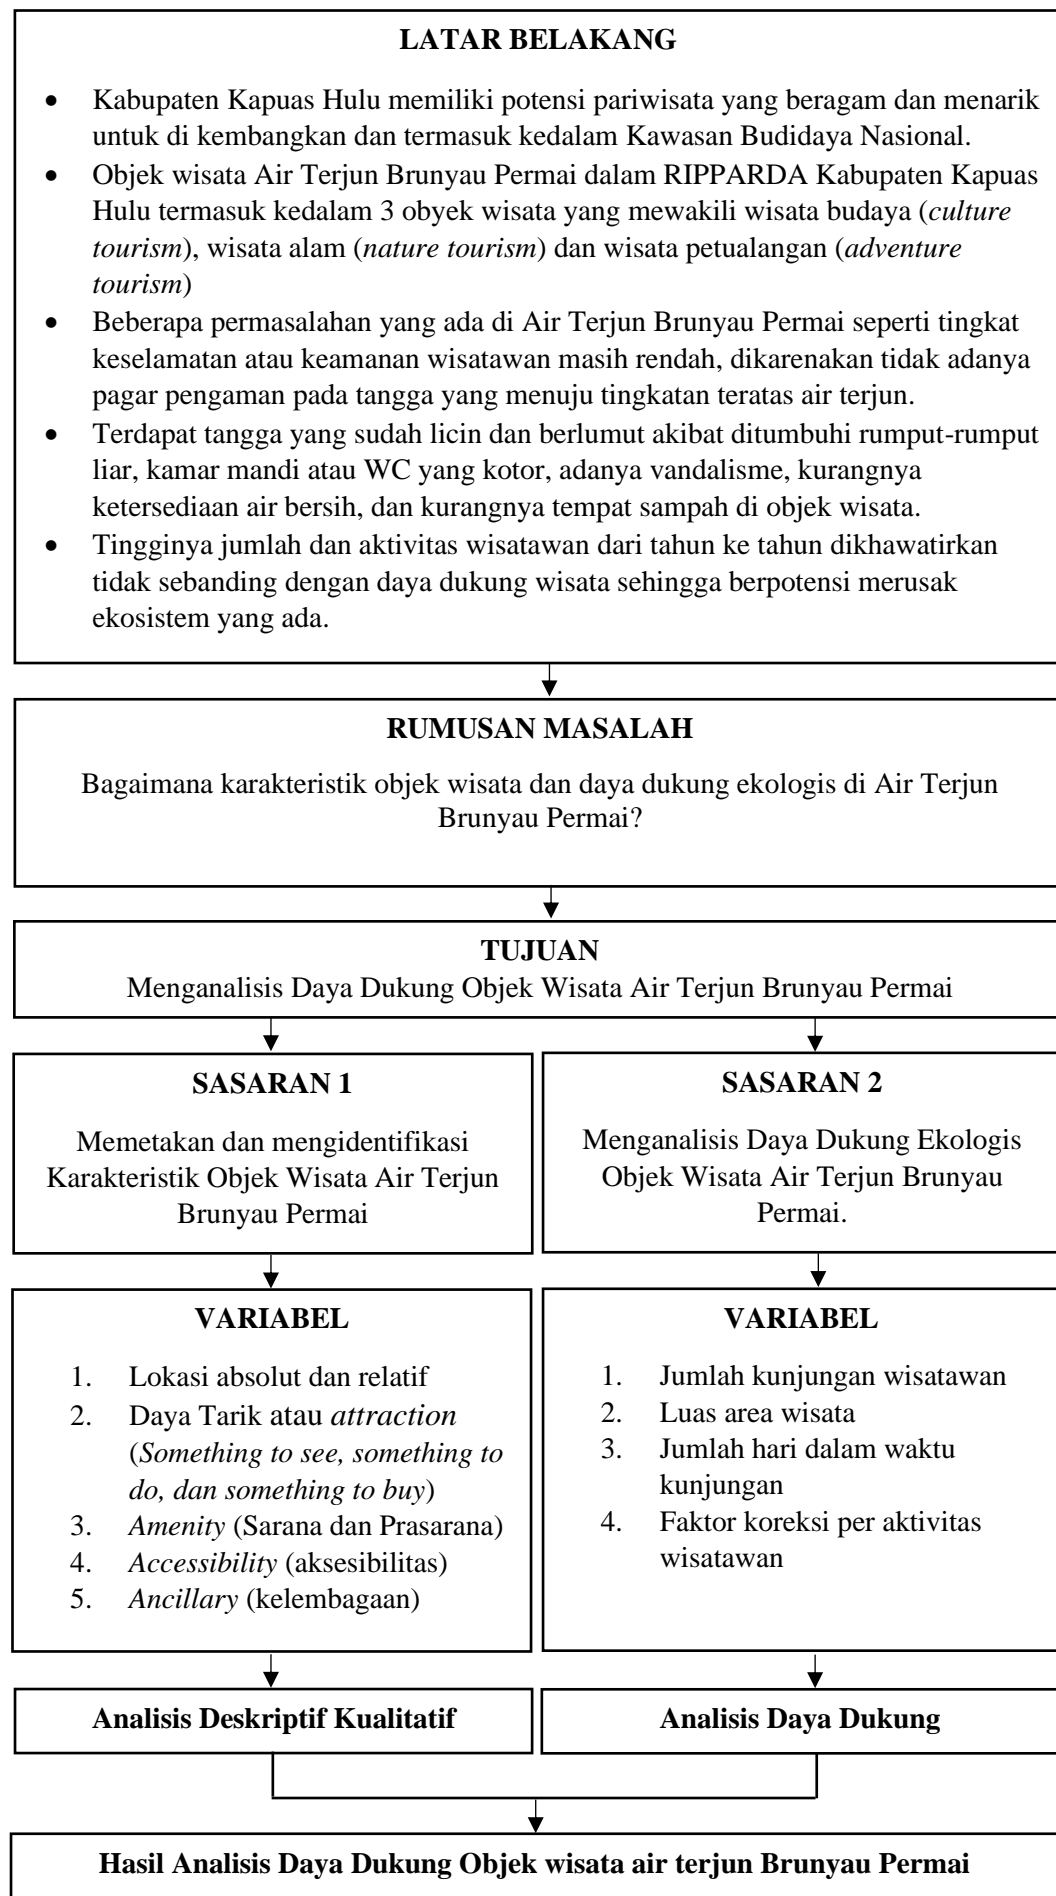 LATAR BELAKANG
• Kabupaten Kapuas Hulu memiliki potensi pariwisata yang beragam dan menarik
untuk di kembangkan dan termasuk kedalam Kawasan Budidaya Nasional.
• Objek wisata Air Terjun Brunyau Permai dalam RIPPARDA Kabupaten Kapuas
Hulu termasuk kedalam 3 obyek wisata yang mewakili wisata budaya (culture
tourism), wisata alam (nature tourism) dan wisata petualangan (adventure
tourism)
• Beberapa permasalahan yang ada di Air Terjun Brunyau Permai seperti tingkat
keselamatan atau keamanan wisatawan masih rendah, dikarenakan tidak adanya
pagar pengaman pada tangga yang menuju tingkatan teratas air terjun.
• Terdapat tangga yang sudah licin dan berlumut akibat ditumbuhi rumput-rumput
liar, kamar mandi atau WC yang kotor, adanya vandalisme, kurangnya
ketersediaan air bersih, dan kurangnya tempat sampah di objek wisata.
• Tingginya jumlah dan aktivitas wisatawan dari tahun ke tahun dikhawatirkan
tidak sebanding dengan daya dukung wisata sehingga berpotensi merusak
ekosistem yang ada.
RUMUSAN MASALAH
Bagaimana karakteristik objek wisata dan daya dukung ekologis di Air Terjun
Brunyau Permai?
TUJUAN
Menganalisis Daya Dukung Objek Wisata Air Terjun Brunyau Permai
SASARAN 1
Memetakan dan mengidentifikasi
Karakteristik Objek Wisata Air Terjun
Brunyau Permai
SASARAN 2
Menganalisis Daya Dukung Ekologis
Objek Wisata Air Terjun Brunyau
Permai.
VARIABEL
1. Lokasi absolut dan relatif
2. Daya Tarik atau attraction
(Something to see, something to
do, dan something to buy)
3. Amenity (Sarana dan Prasarana)
4. Accessibility (aksesibilitas)
5. Ancillary (kelembagaan)
VARIABEL
1. Jumlah kunjungan wisatawan
2. Luas area wisata
3. Jumlah hari dalam waktu
kunjungan
4. Faktor koreksi per aktivitas
wisatawan
Analisis Deskriptif Kualitatif
Analisis Daya Dukung
Hasil Analisis Daya Dukung Objek wisata air terjun Brunyau Permai